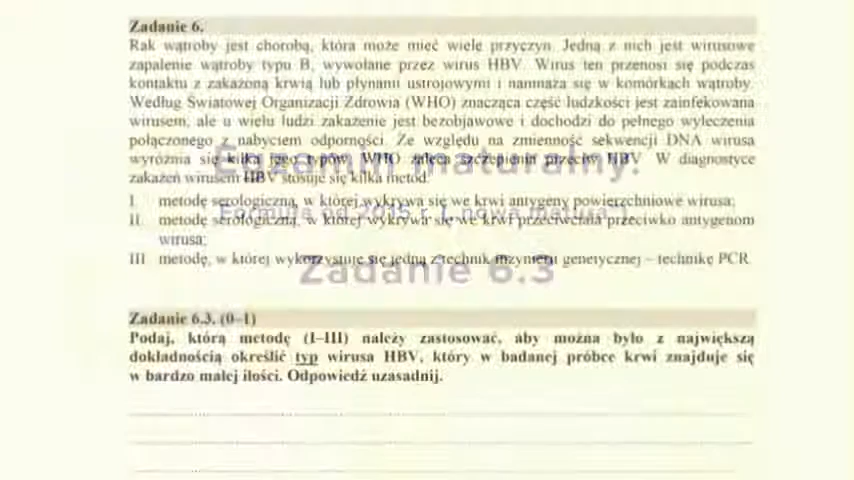 Zadanie 6.
Rak wątroby jest chorobą, która może mieć wiele przyczyn. Jedną z nich jest wirusowe
zapalenie wątroby typu B, wywołane przez wirus HBV. Wirus ten przenosi się podczas
kontaktu z zakażoną krwią lub płynami ustrojowymi i namnaża się w komórkach wątroby.
Według Światowej Organizacji Zdrowia (WHO) znacząca część ludzkości jest zainfekowana
wirusem, ale u wielu ludzi zakażenie jest bezobjawowe i dochodzi do pełnego wyleczenia
połączonego z nabyciem odporności. Ze względu na zmienność sekwencji DNA wirusa
wyróżnia się kilka jego typów. WHO zaleca szczepienia przeciw HBV. W diagnostyce
zakażeń wirusem HBV stosuje się kilka metod:
Egzamin maturalny.
I. metodę serologiczną, w której wykrywa się we krwi antygeny powierzchniowe wirusa;
Formuła od 2015 r. („nowa matura")
II. metodę serologiczną, w której wykrywa się we krwi przeciwciała przeciwko antygenom
wirusa;
III. metodę, w której wykorzystuje się jedną z technik inżynierii genetycznej – technikę PCR.
Zadanie 6.3
Zadanie 6.3. (0–1)
Podaj, którą metodę (I–III) należy zastosować, aby można było z największą
dokładnością określić typ wirusa HBV, który w badanej próbce krwi znajduje się
w bardzo małej ilości. Odpowiedź uzasadnij.